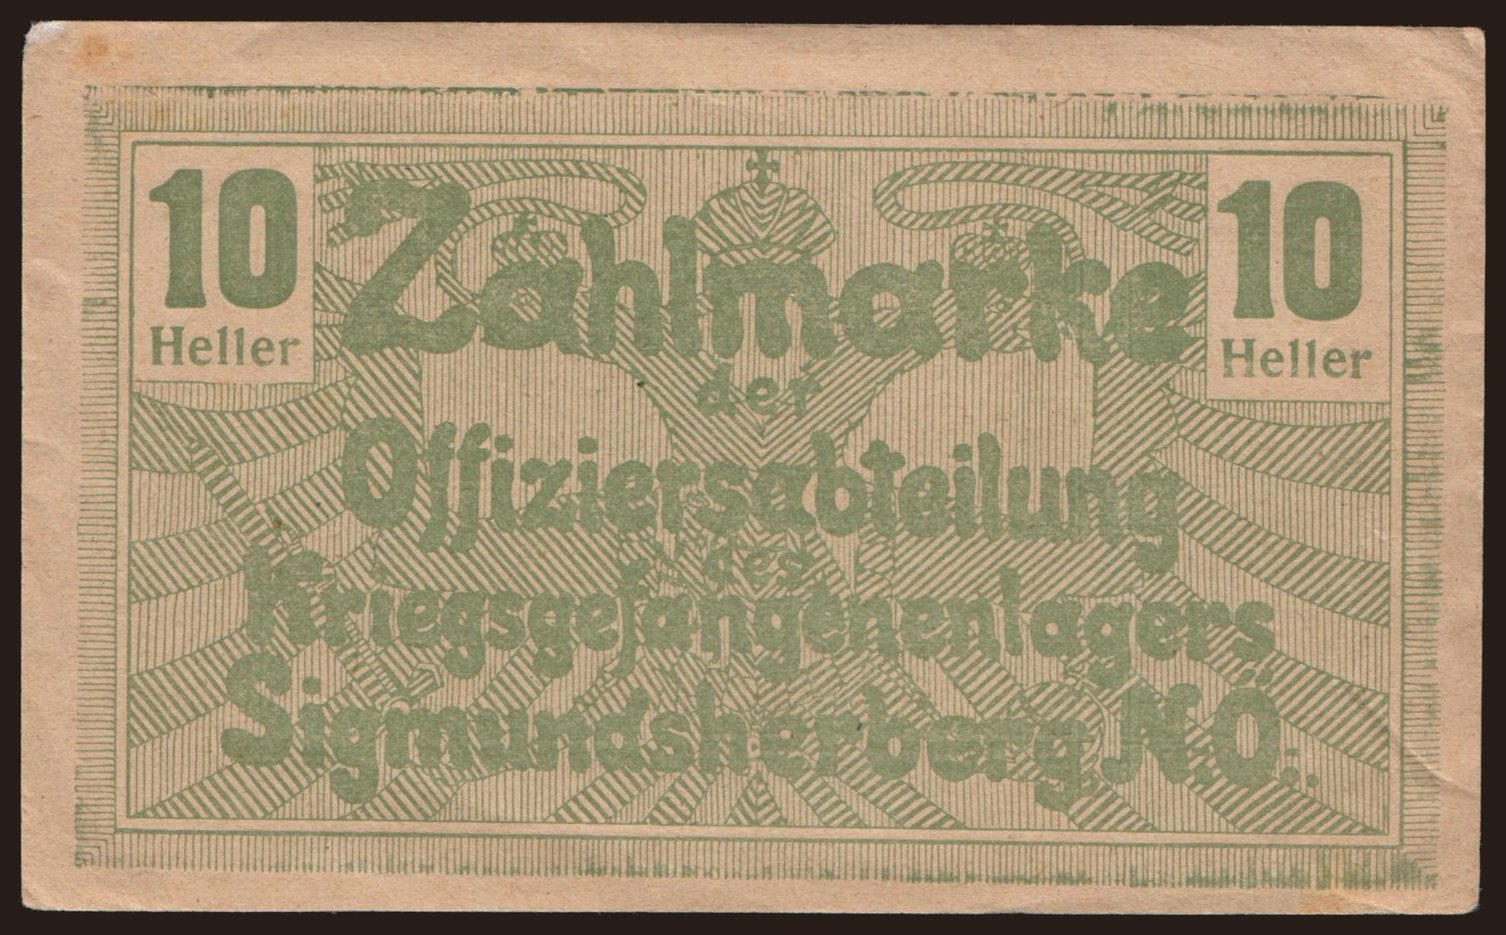 10
Heller
10
Heller
Zahlmarke
der
Offiziersabteilung
des
Kriegsgefangenenlagers
Sigmundsherberg N.Ö.